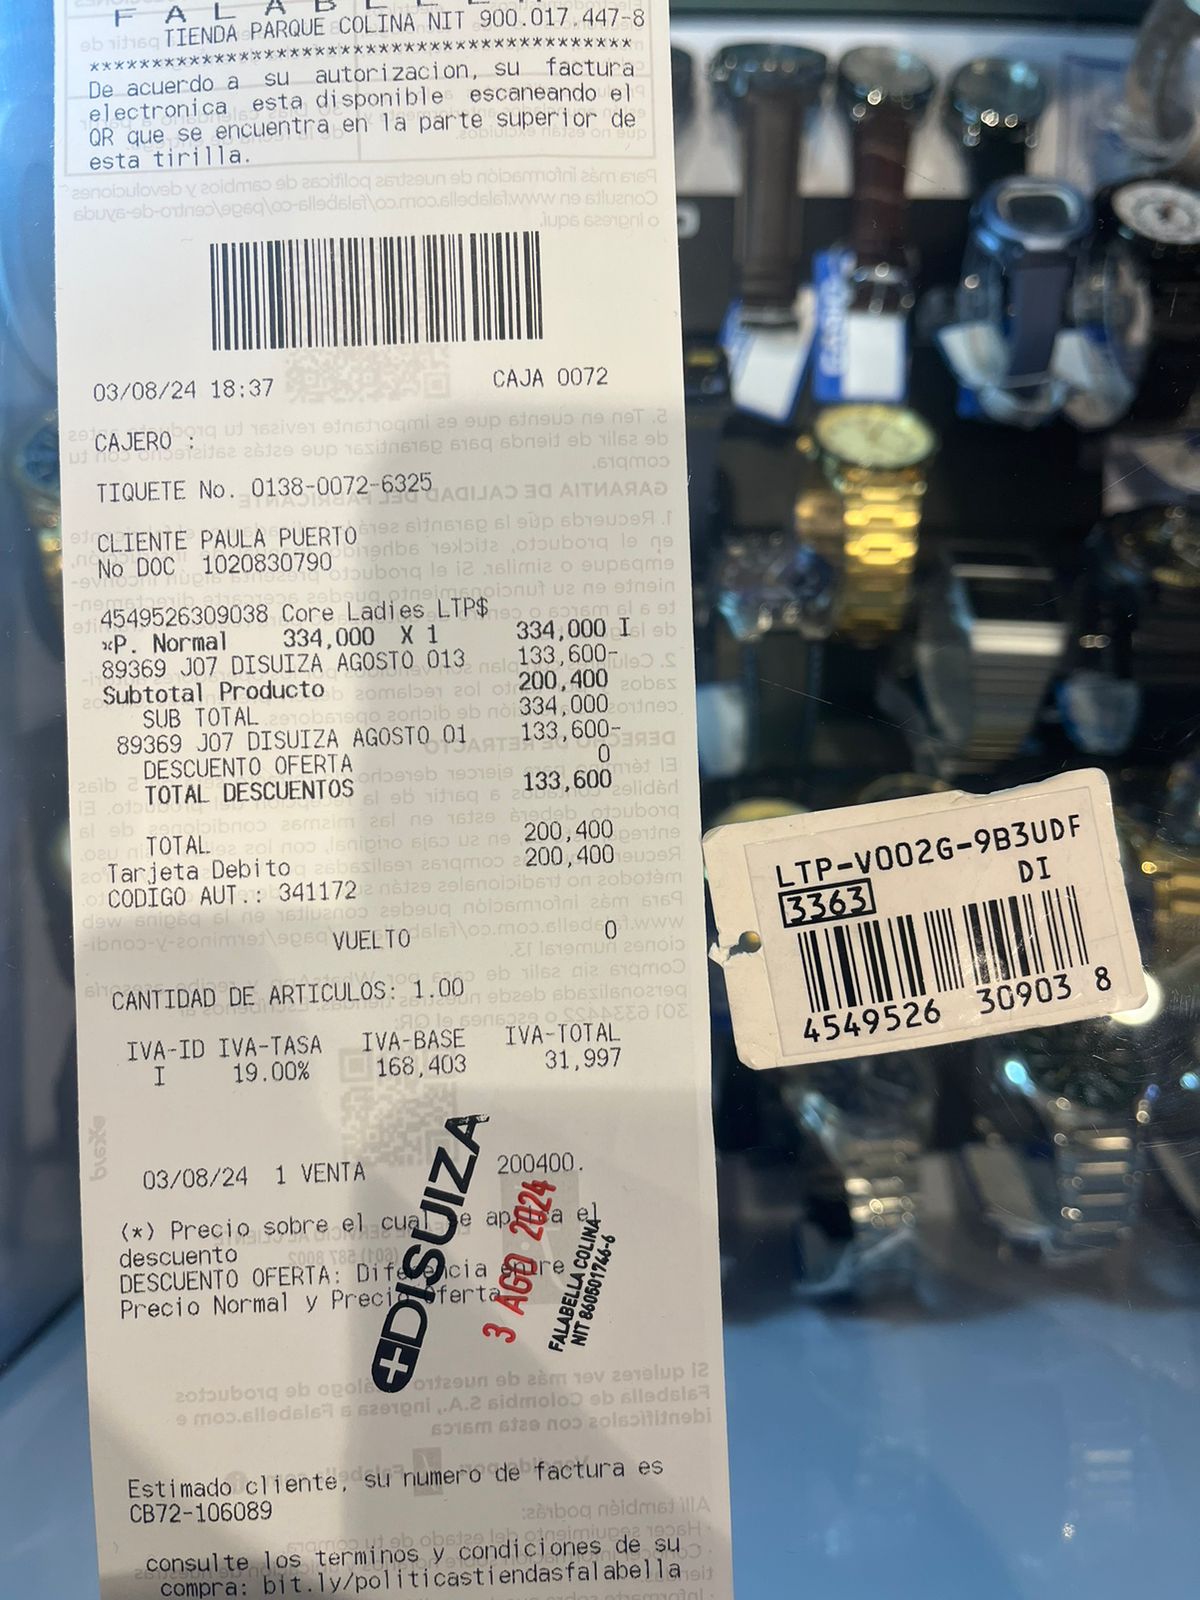 FALABELLA
TIENDA PARQUE COLINA NIT 900.017.447-8
******************************************
De acuerdo a su autorizacion, su factura
electronica esta disponible escaneando el
QR que se encuentra en la parte superior de
esta tirilla.
03/08/24 18:37 CAJA 0072
CAJERO :
TIQUETE No. 0138-0072-6325
CLIENTE PAULA PUERTO
No DOC 1020830790
4549526309038 Core Ladies LTP$
*P. Normal 334,000 X 1 334,000 I
89369 J07 DISUIZA AGOSTO 013 133,600-
Subtotal Producto 200,400
SUB TOTAL 334,000
89369 J07 DISUIZA AGOSTO 01 133,600-
DESCUENTO OFERTA 0
TOTAL DESCUENTOS 133,600
TOTAL 200,400
Tarjeta Debito 200,400
CODIGO AUT.: 341172
VUELTO 0
CANTIDAD DE ARTICULOS: 1.00
IVA-ID IVA-TASA IVA-BASE IVA-TOTAL
I 19.00% 168,403 31,997
03/08/24 1 VENTA 200400.
(*) Precio sobre el cual se aplica el
descuento
DESCUENTO OFERTA: Diferencia entre
Precio Normal y Precio Oferta
DISUIZA
3 AGO 2024
FALABELLA COLINA
NIT 860501766-6
Estimado cliente, su numero de factura es
CB72-106089
consulte los terminos y condiciones de su
compra: bit.ly/politicastiendasfalabella
LTP-V002G-9B3UDF
DI
3363
4549526 30903 8